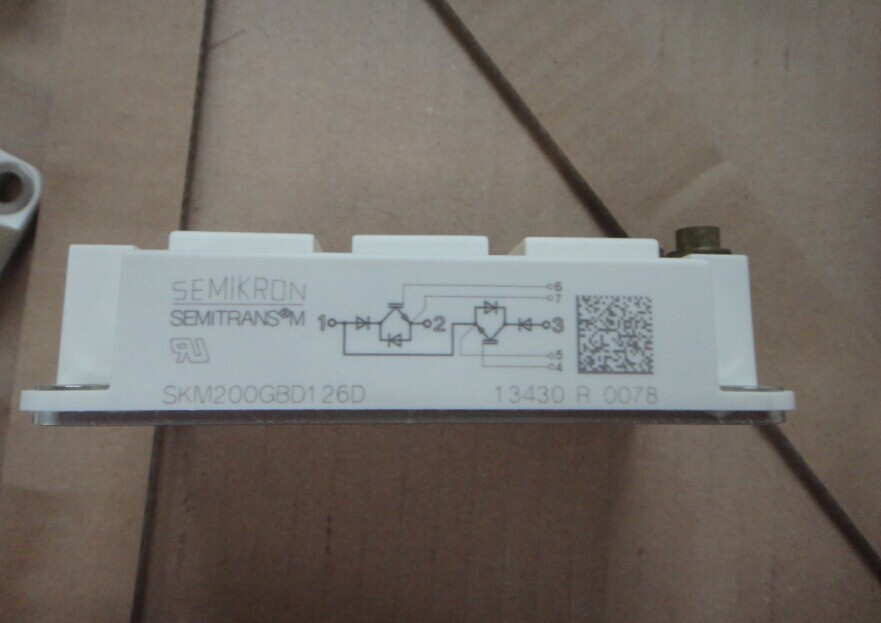 SEMIKRON
SEMITRANS®M
1 2 3
6
7
5
4
SKM200GBD126D
13430 R 0078